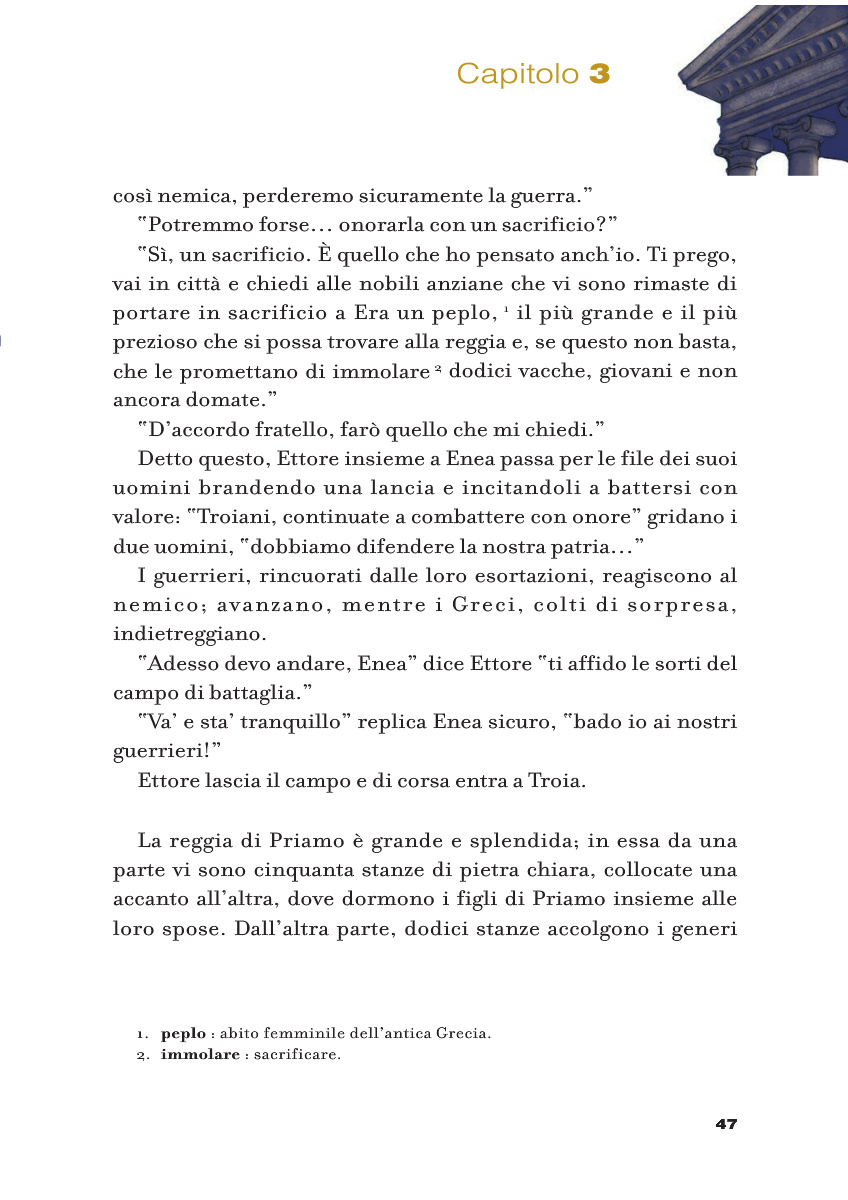 Capitolo 3
così nemica, perderemo sicuramente la guerra.”
“Potremmo forse... onorarla con un sacrificio?”
“Sì, un sacrificio. È quello che ho pensato anch’io. Ti prego,
vai in città e chiedi alle nobili anziane che vi sono rimaste di
portare in sacrificio a Era un peplo, 1 il più grande e il più
prezioso che si possa trovare alla reggia e, se questo non basta,
che le promettano di immolare 2 dodici vacche, giovani e non
ancora domate.”
“D’accordo fratello, farò quello che mi chiedi.”
Detto questo, Ettore insieme a Enea passa per le file dei suoi
uomini brandendo una lancia e incitandoli a battersi con
valore: “Troiani, continuate a combattere con onore” gridano i
due uomini, “dobbiamo difendere la nostra patria...”
I guerrieri, rincuorati dalle loro esortazioni, reagiscono al
nemico; avanzano, mentre i Greci, colti di sorpresa,
indietreggiano.
“Adesso devo andare, Enea” dice Ettore “ti affido le sorti del
campo di battaglia.”
“Va’ e sta’ tranquillo” replica Enea sicuro, “bado io ai nostri
guerrieri!”
Ettore lascia il campo e di corsa entra a Troia.
La reggia di Priamo è grande e splendida; in essa da una
parte vi sono cinquanta stanze di pietra chiara, collocate una
accanto all’altra, dove dormono i figli di Priamo insieme alle
loro spose. Dall’altra parte, dodici stanze accolgono i generi
1. peplo : abito femminile dell’antica Grecia.
2. immolare : sacrificare.
47